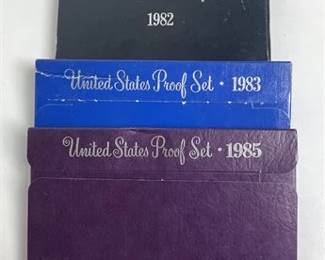 1982
United States Proof Set · 1983
United States Proof Set · 1985